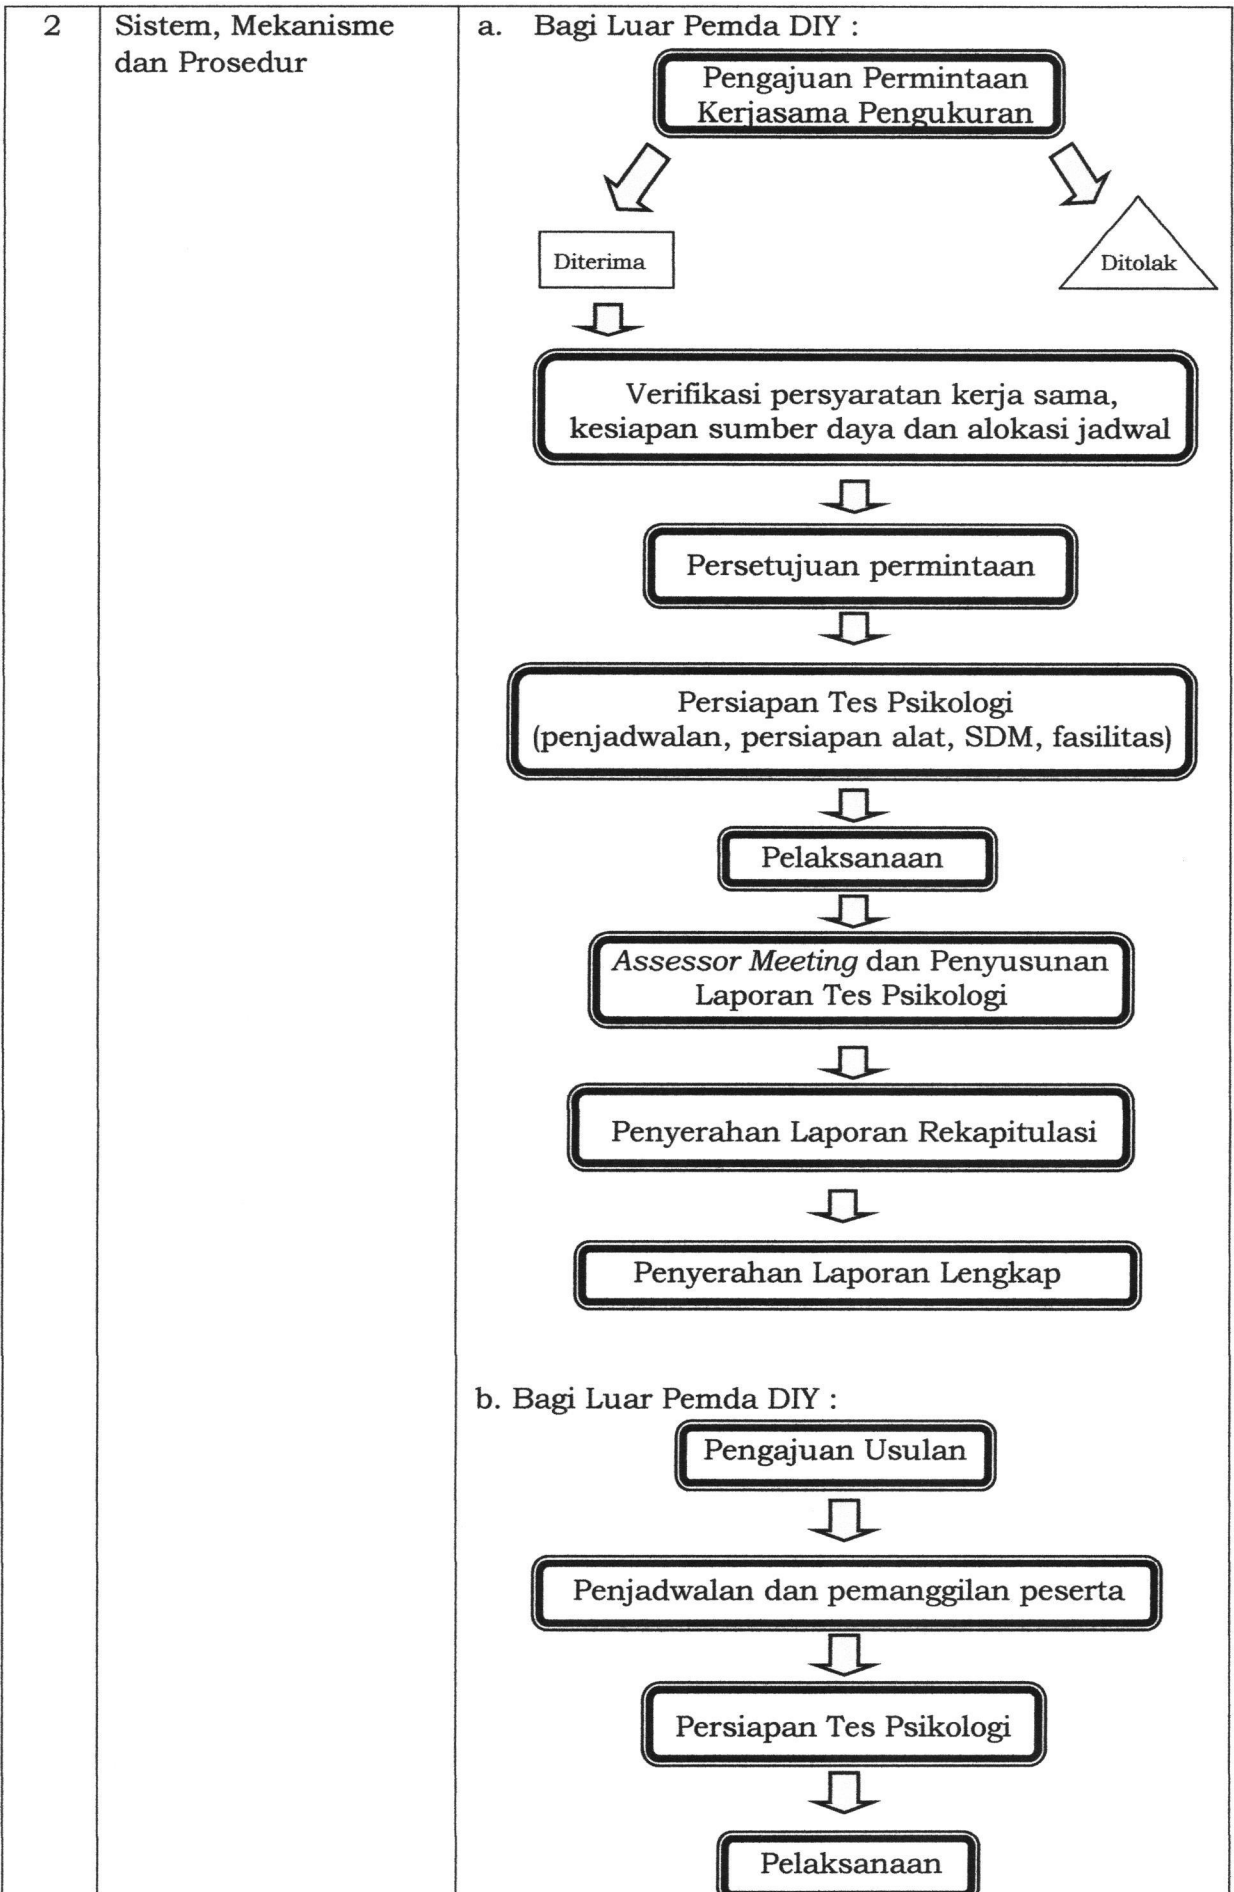 2
Sistem, Mekanisme
dan Prosedur
a. Bagi Luar Pemda DIY :
Pengajuan Permintaan
Kerjasama Pengukuran
Diterima
Ditolak
Verifikasi persyaratan kerja sama,
kesiapan sumber daya dan alokasi jadwal
Persetujuan permintaan
Persiapan Tes Psikologi
(penjadwalan, persiapan alat, SDM, fasilitas)
Pelaksanaan
Assessor Meeting dan Penyusunan
Laporan Tes Psikologi
Penyerahan Laporan Rekapitulasi
Penyerahan Laporan Lengkap
b. Bagi Luar Pemda DIY :
Pengajuan Usulan
Penjadwalan dan pemanggilan peserta
Persiapan Tes Psikologi
Pelaksanaan